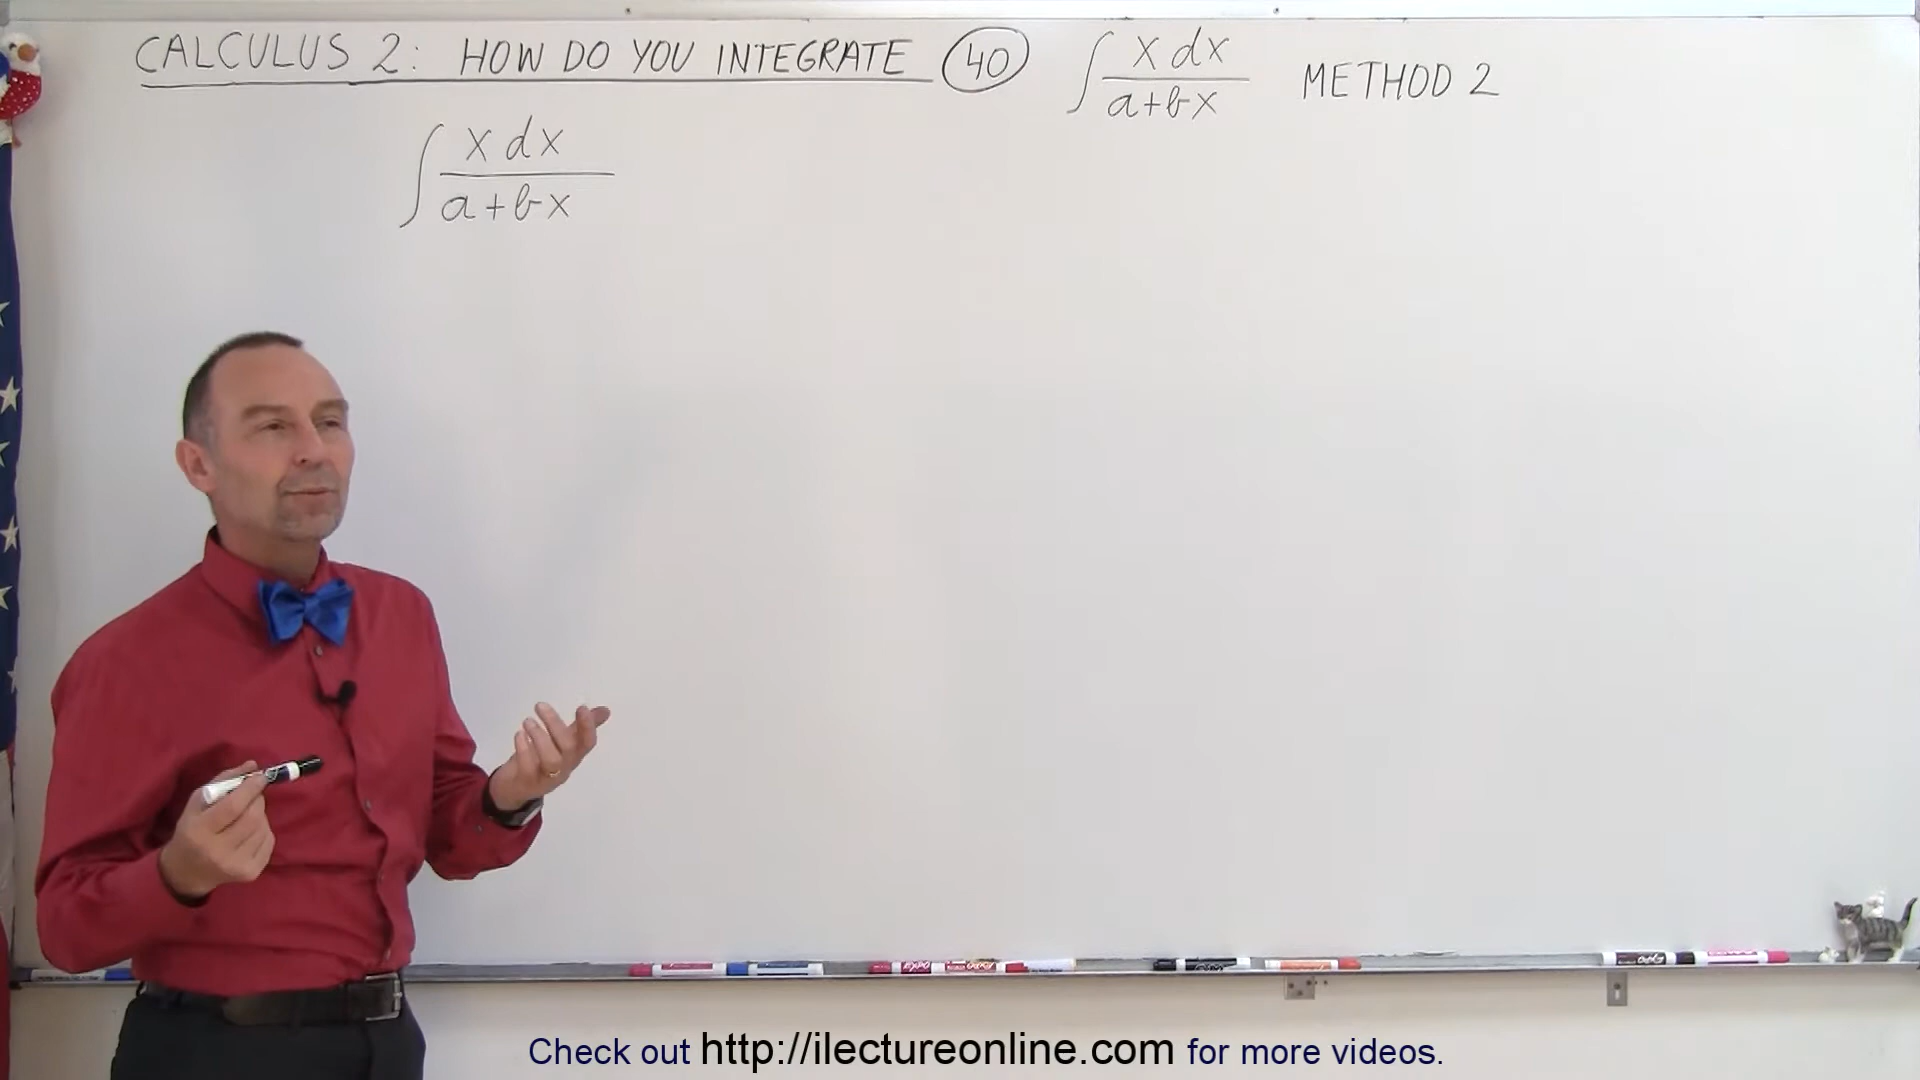 CALCULUS 2: HOW DO YOU INTEGRATE 40 ∫ x dx / a+bx METHOD 2
∫ x dx / a+bx
EXPO
Check out http://ilectureonline.com for more videos.